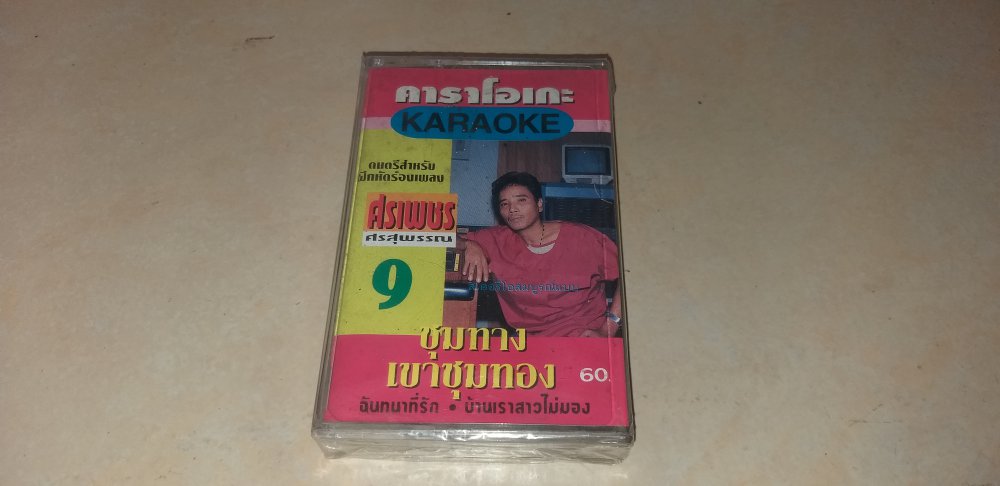 คาราโอเกะ
KARAOKE
ดนตรีสำหรับ
ฝึกหัดร้องเพลง
ศรเพชร
ศรสุพรรณ
9
ชุมทาง
เขาชุมทอง
60.
ฉันทนาที่รัก • บ้านเราสาวไม่มอง